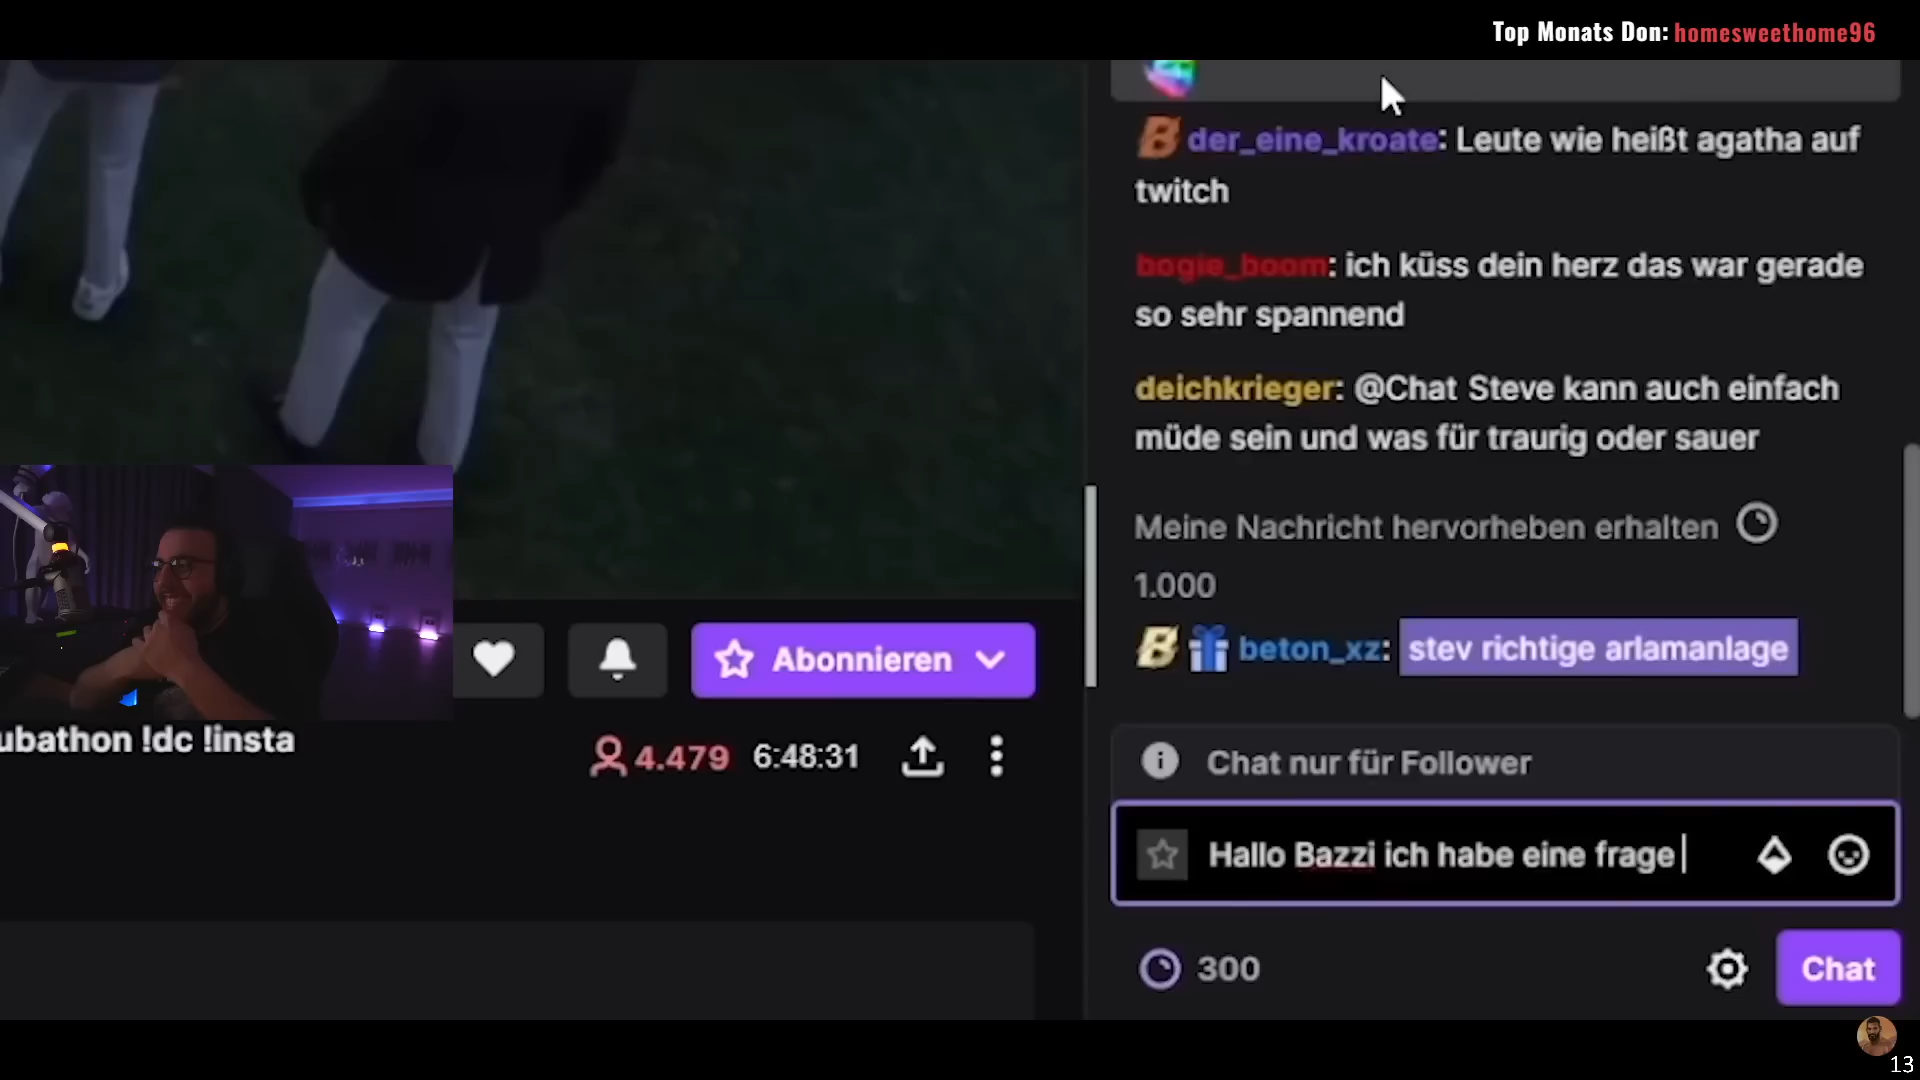 Top Monats Don: homesweethome96
der_eine_kroate: Leute wie heißt agatha auf
twitch
bogie_boom: ich küss dein herz das war gerade
so sehr spannend
deichkrieger: @Chat Steve kann auch einfach
müde sein und was für traurig oder sauer
Meine Nachricht hervorheben erhalten
1.000
beton_xz: stev richtige arlamanlage
Abonnieren
ubathon !dc !insta
4.479 6:48:31
Chat nur für Follower
Hallo Bazzi ich habe eine frage
300
Chat
13